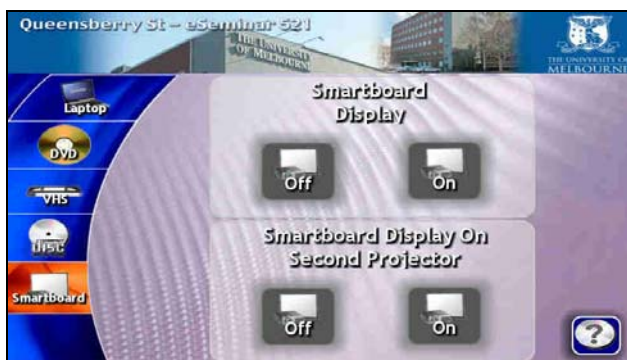 Queensberry St - eSeminar 521
THE UNIVERSITY
OF MELBOURNE
THE UNIVERSITY OF
MELBOURNE
Laptop
DVD
VHS
disc
Smartboard
Smartboard
Display
Off
On
Smartboard Display On
Second Projector
Off
On
?